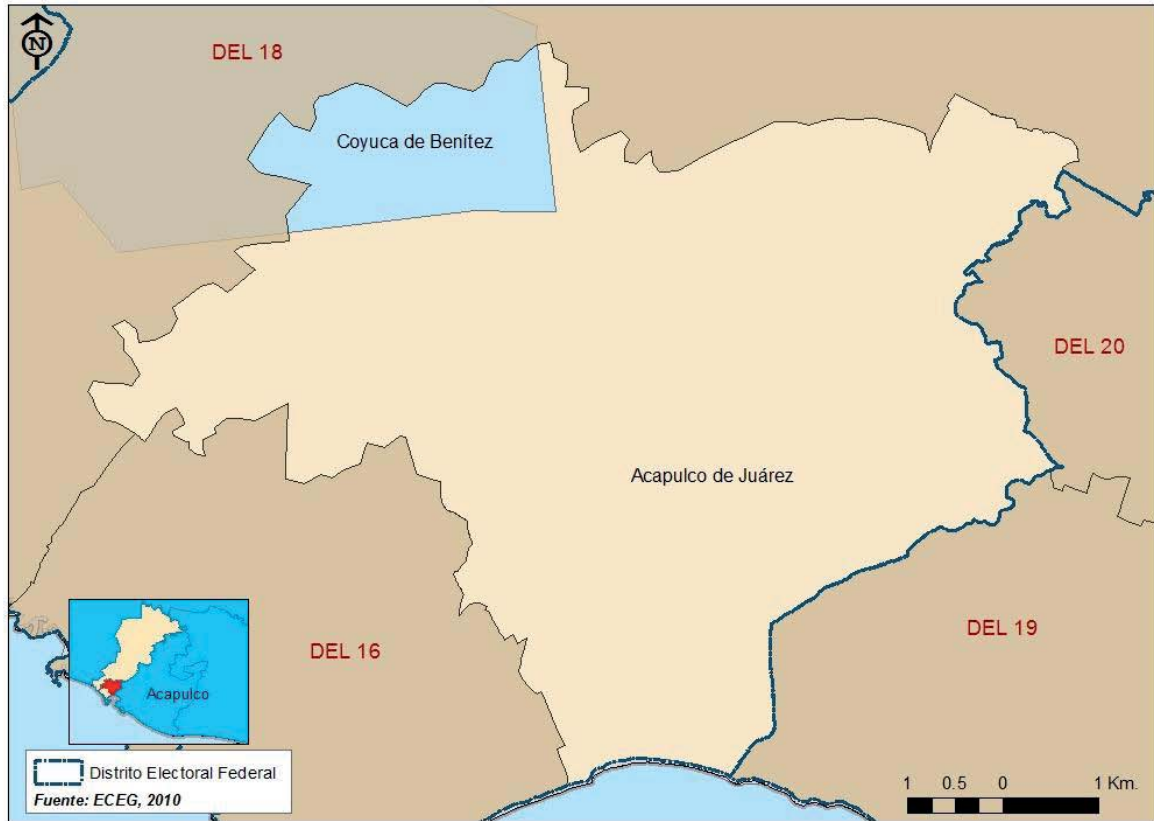 N
DEL 18
Coyuca de Benítez
DEL 20
Acapulco de Juárez
DEL 19
DEL 16
Acapulco
Distrito Electoral Federal
Fuente: ECEG, 2010
1 0.5 0 1 Km.